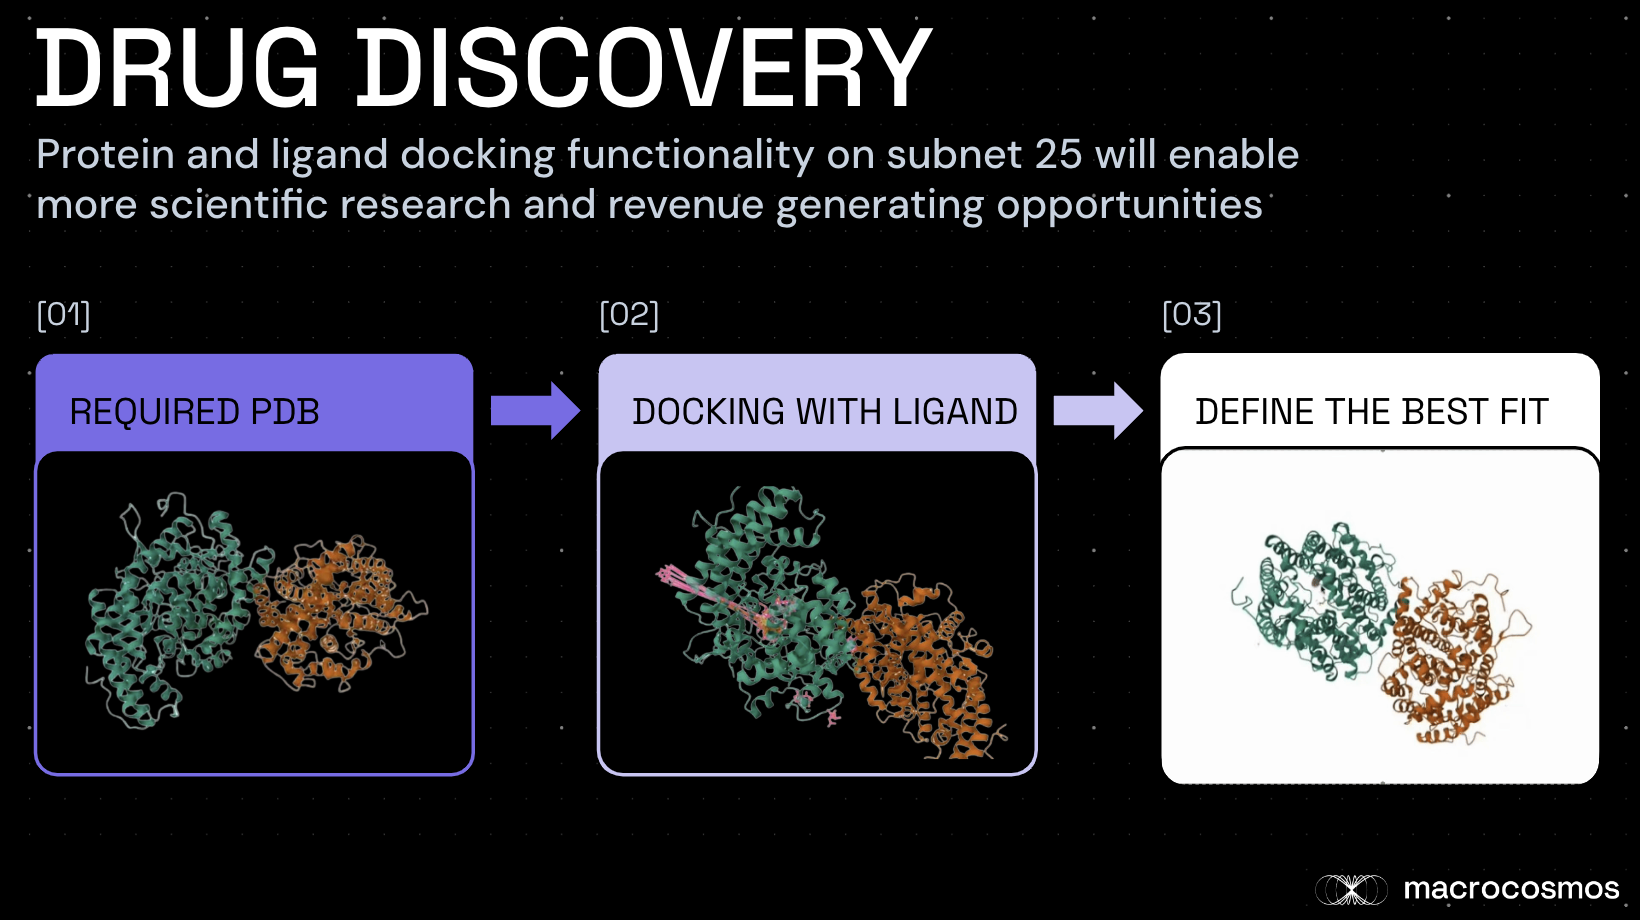 DRUG DISCOVERY
Protein and ligand docking functionality on subnet 25 will enable
more scientific research and revenue generating opportunities
[01]
REQUIRED PDB
[02]
DOCKING WITH LIGAND
[03]
DEFINE THE BEST FIT
macrocosmos